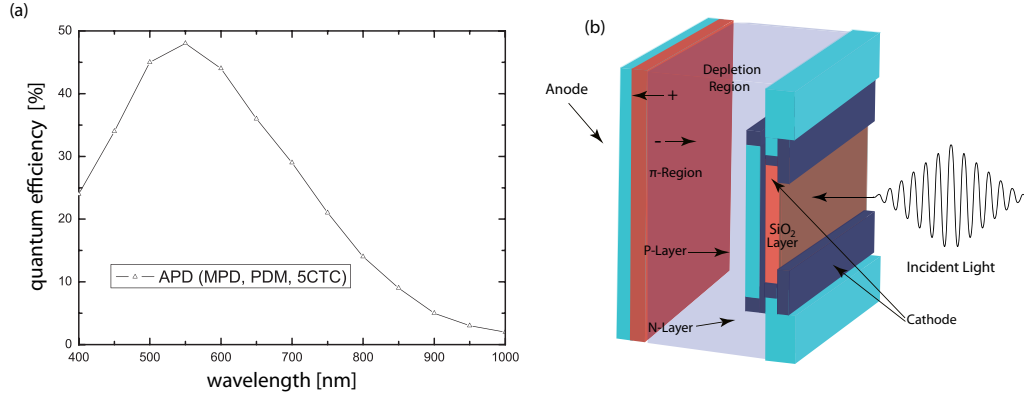 (a)
50
40
30
20
10
0
quantum efficiency [%]
APD (MPD, PDM, 5CTC)
400
500
600
700
800
900
1000
wavelength [nm]
(b)
Depletion
Region
Anode
+
-
π-Region
SiO2
Layer
P-Layer
Incident Light
N-Layer
Cathode